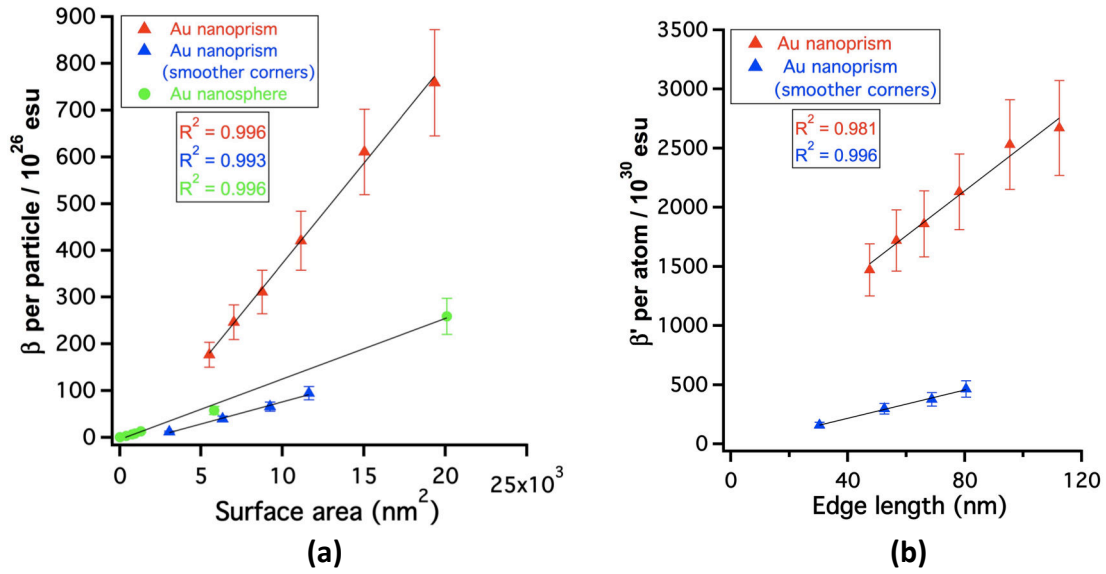 900
800
700
600
500
400
300
200
100
0
β per particle / 10^26 esu
Au nanoprism
Au nanoprism
(smoother corners)
Au nanosphere
R^2 = 0.996
R^2 = 0.993
R^2 = 0.996
0
5
10
15
20
25x10^3
Surface area (nm^2)
(a)
3500
3000
2500
2000
1500
1000
500
0
β' per atom / 10^30 esu
Au nanoprism
Au nanoprism
(smoother corners)
R^2 = 0.981
R^2 = 0.996
0
40
80
120
Edge length (nm)
(b)